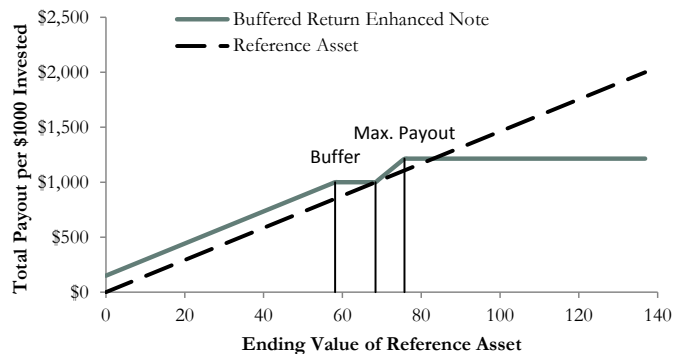 Buffered Return Enhanced Note
Reference Asset
$2,500
$2,000
$1,500
$1,000
$500
$0
Total Payout per $1000 Invested
Max. Payout
Buffer
0 20 40 60 80 100 120 140
Ending Value of Reference Asset